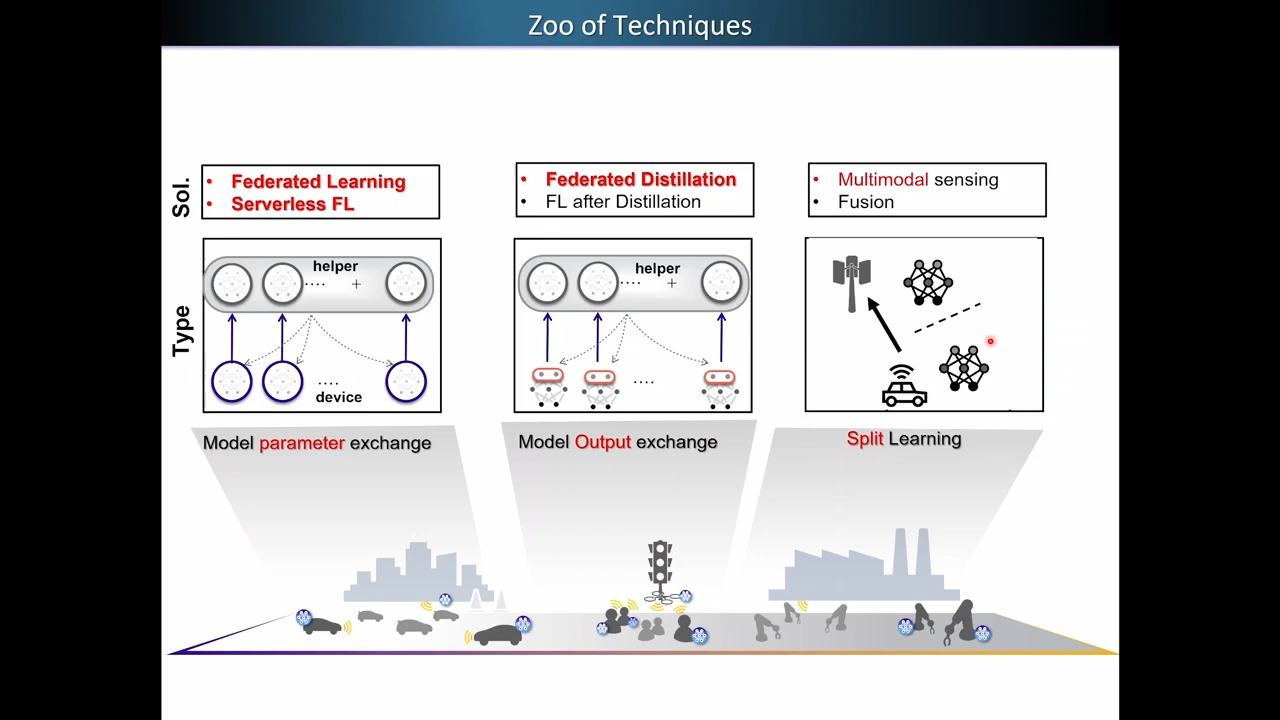 Zoo of Techniques
Sol.
• Federated Learning
• Serverless FL
• Federated Distillation
• FL after Distillation
• Multimodal sensing
• Fusion
Type
helper
.... +
....
device
helper
.... +
....
Model parameter exchange
Model Output exchange
Split Learning